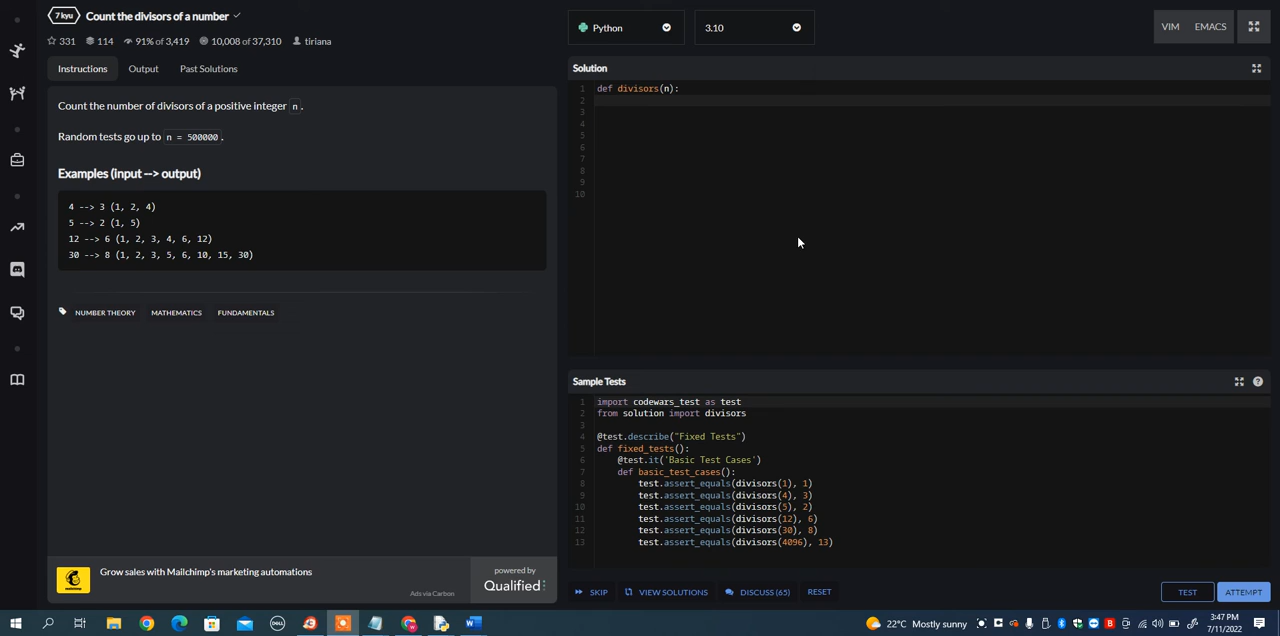 7 kyu Count the divisors of a number
331 114 91% of 3,419 10,008 of 37,310 tiriana
Instructions Output Past Solutions
Count the number of divisors of a positive integer n.
Random tests go up to n = 500000.
Examples (input --> output)
4 --> 3 (1, 2, 4)
5 --> 2 (1, 5)
12 --> 6 (1, 2, 3, 4, 6, 12)
30 --> 8 (1, 2, 3, 5, 6, 10, 15, 30)
NUMBER THEORY MATHEMATICS FUNDAMENTALS
Grow sales with Mailchimp's marketing automations
Ads via Carbon
powered by
Qualified
Python 3.10 VIM EMACS
Solution
1 def divisors(n):
2
3
4
5
6
7
8
9
10
Sample Tests
1 import codewars_test as test
2 from solution import divisors
3
4 @test.describe("Fixed Tests")
5 def fixed_tests():
6 @test.it('Basic Test Cases')
7 def basic_test_cases():
8 test.assert_equals(divisors(1), 1)
9 test.assert_equals(divisors(4), 3)
10 test.assert_equals(divisors(5), 2)
11 test.assert_equals(divisors(12), 6)
12 test.assert_equals(divisors(30), 8)
13 test.assert_equals(divisors(4096), 13)
SKIP VIEW SOLUTIONS DISCUSS (65) RESET TEST ATTEMPT
22°C Mostly sunny
3:47 PM
7/11/2022